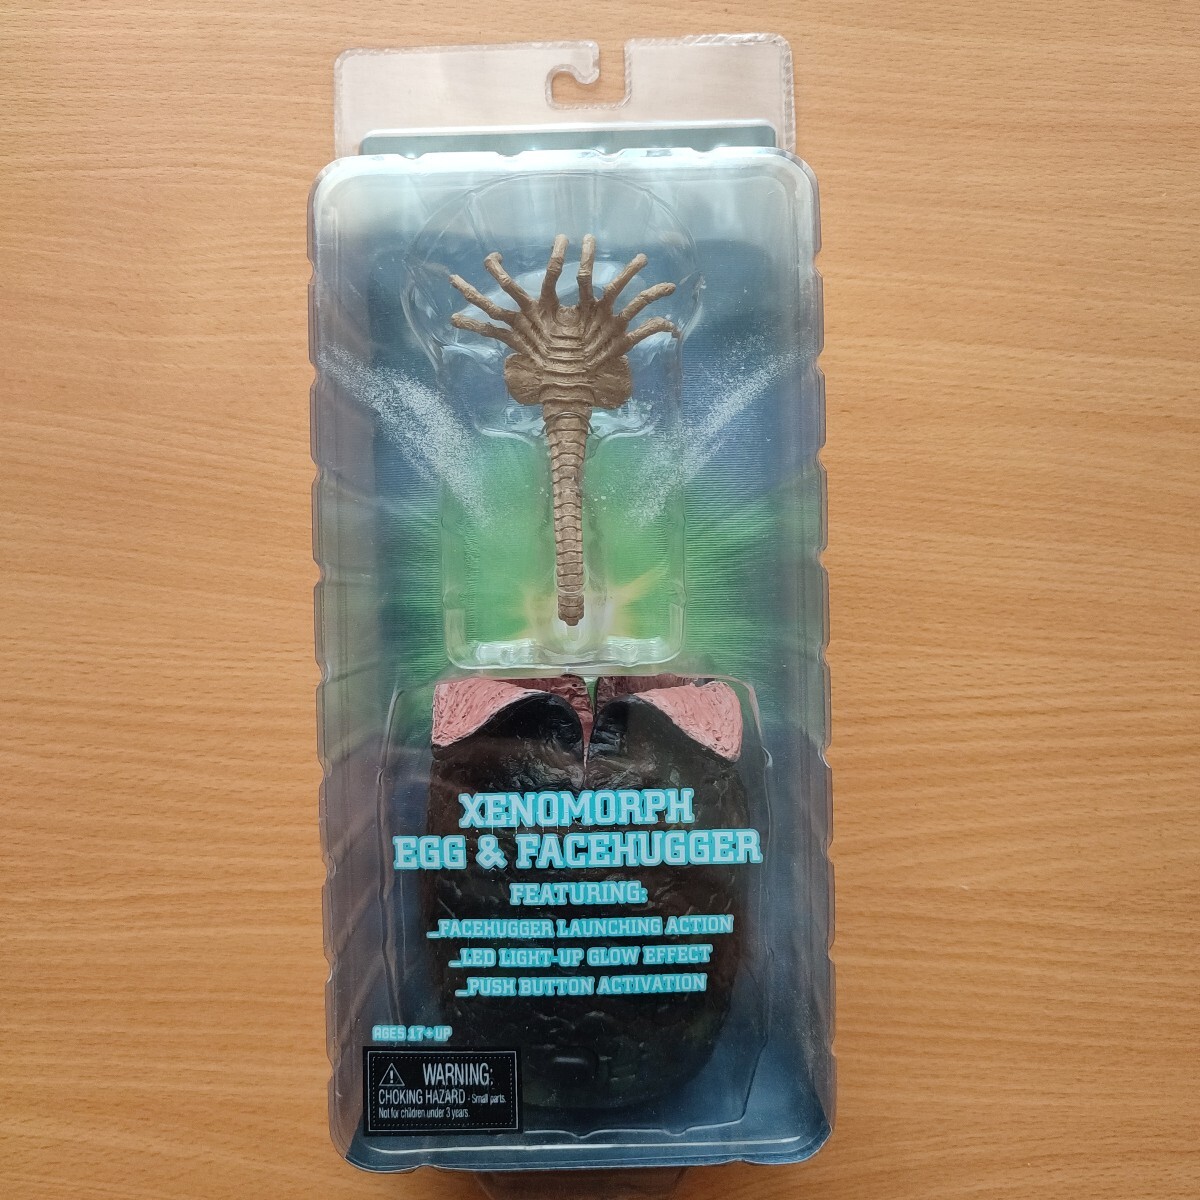 XENOMORPH
EGG & FACEHUGGER
FEATURING:
_FACEHUGGER LAUNCHING ACTION
_LED LIGHT-UP GLOW EFFECT
_PUSH BUTTON ACTIVATION
AGES 17+UP
WARNING:
CHOKING HAZARD - Small parts.
Not for children under 3 years.